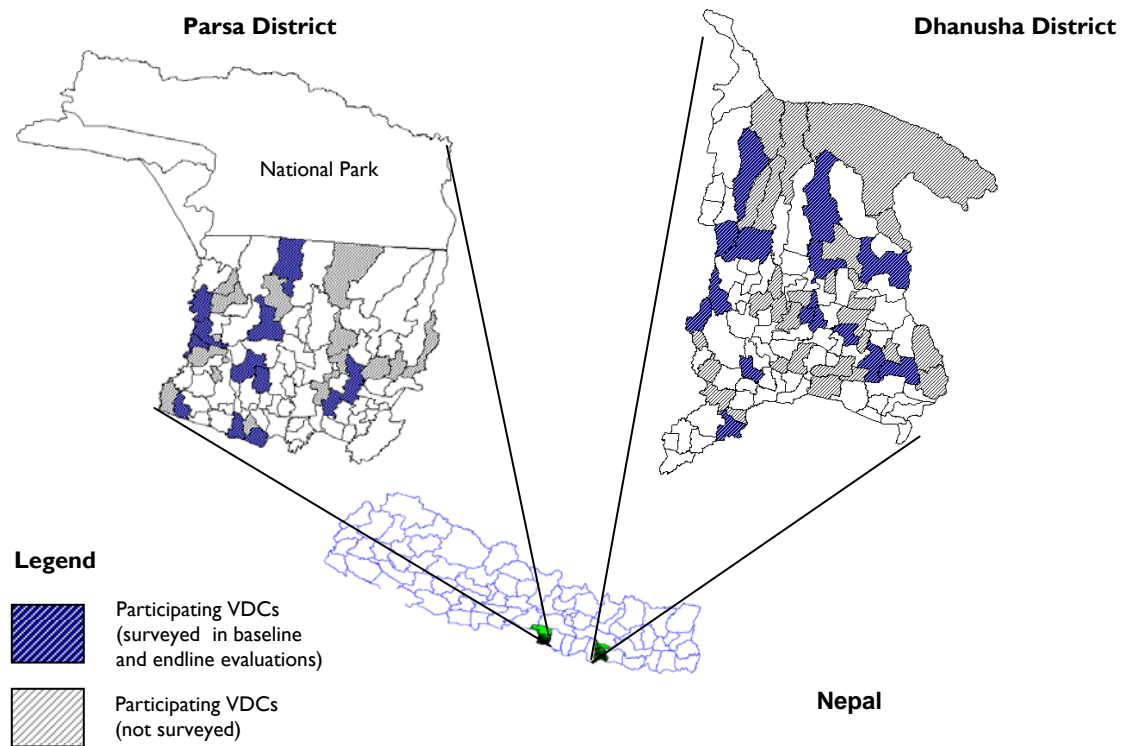 Parsa District
Dhanusha District
National Park
Legend
Participating VDCs
(surveyed in baseline
and endline evaluations)
Participating VDCs
(not surveyed)
Nepal